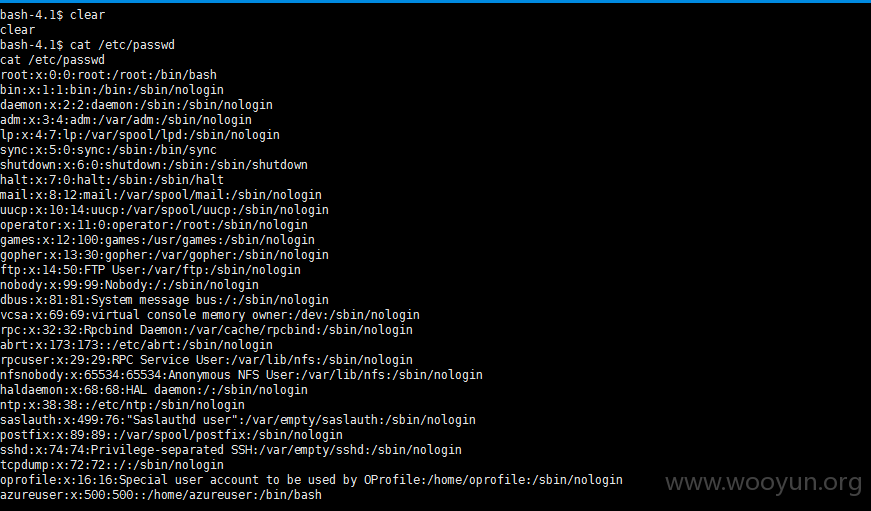 bash-4.1$ clear
clear
bash-4.1$ cat /etc/passwd
cat /etc/passwd
root:x:0:0:root:/root:/bin/bash
bin:x:1:1:bin:/bin:/sbin/nologin
daemon:x:2:2:daemon:/sbin:/sbin/nologin
adm:x:3:4:adm:/var/adm:/sbin/nologin
lp:x:4:7:lp:/var/spool/lpd:/sbin/nologin
sync:x:5:0:sync:/sbin:/bin/sync
shutdown:x:6:0:shutdown:/sbin:/sbin/shutdown
halt:x:7:0:halt:/sbin:/sbin/halt
mail:x:8:12:mail:/var/spool/mail:/sbin/nologin
uucp:x:10:14:uucp:/var/spool/uucp:/sbin/nologin
operator:x:11:0:operator:/root:/sbin/nologin
games:x:12:100:games:/usr/games:/sbin/nologin
gopher:x:13:30:gopher:/var/gopher:/sbin/nologin
ftp:x:14:50:FTP User:/var/ftp:/sbin/nologin
nobody:x:99:99:Nobody:/:/sbin/nologin
dbus:x:81:81:System message bus:/:/sbin/nologin
vcsa:x:69:69:virtual console memory owner:/dev:/sbin/nologin
rpc:x:32:32:Rpcbind Daemon:/var/cache/rpcbind:/sbin/nologin
abrt:x:173:173::/etc/abrt:/sbin/nologin
rpcuser:x:29:29:RPC Service User:/var/lib/nfs:/sbin/nologin
nfsnobody:x:65534:65534:Anonymous NFS User:/var/lib/nfs:/sbin/nologin
haldaemon:x:68:68:HAL daemon:/:/sbin/nologin
ntp:x:38:38::/etc/ntp:/sbin/nologin
saslauth:x:499:76:"Saslauthd user":/var/empty/saslauth:/sbin/nologin
postfix:x:89:89::/var/spool/postfix:/sbin/nologin
sshd:x:74:74:Privilege-separated SSH:/var/empty/sshd:/sbin/nologin
tcpdump:x:72:72::/:/sbin/nologin
oprofile:x:16:16:Special user account to be used by OProfile:/home/oprofile:/sbin/nologin
azureuser:x:500:500::/home/azureuser:/bin/bash
www.wooyun.org